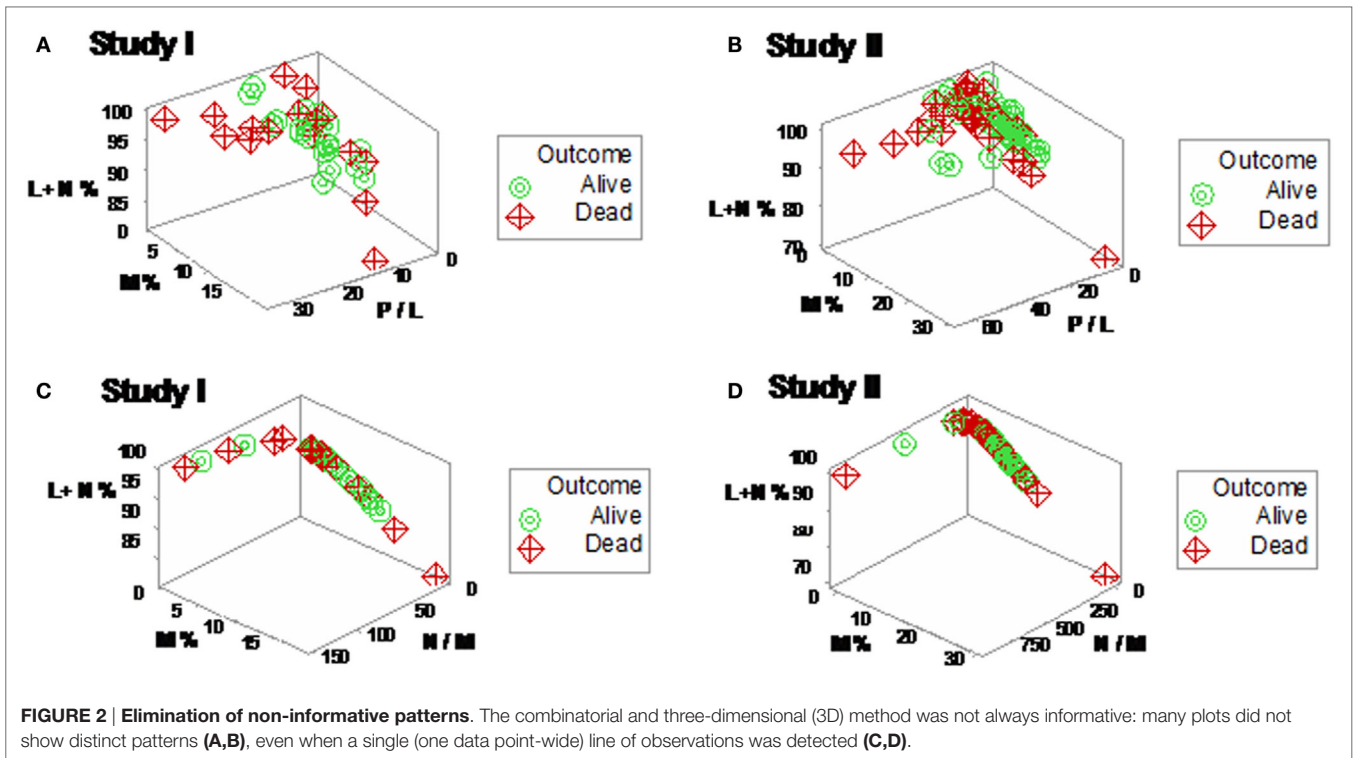 A Study I
L+N %
100
95
90
85
0
5
10
15
M %
30
20
10
0
P / L
Outcome
Alive
Dead
B Study II
L+N %
100
90
80
70
0
10
20
30
M %
60
40
20
0
P / L
Outcome
Alive
Dead
C Study I
L+N %
100
95
90
85
0
5
10
15
M %
150
100
50
0
N / M
Outcome
Alive
Dead
D Study II
L+N %
100
90
80
70
0
10
20
30
M %
750
500
250
0
N / M
Outcome
Alive
Dead
FIGURE 2 | Elimination of non-informative patterns. The combinatorial and three-dimensional (3D) method was not always informative: many plots did not
show distinct patterns (A,B), even when a single (one data point-wide) line of observations was detected (C,D).